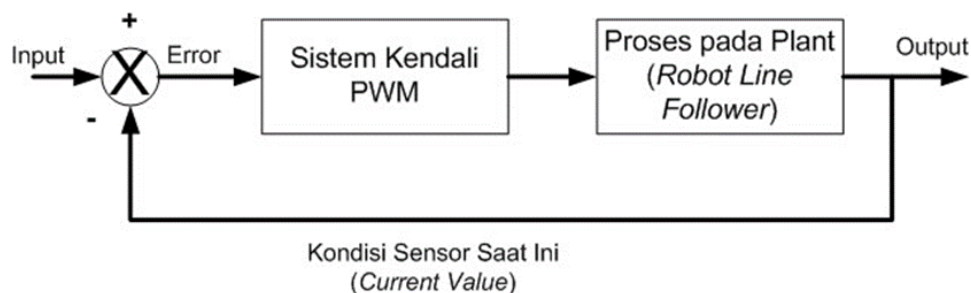 +
Input
Error
-
Sistem Kendali
PWM
Proses pada Plant
(Robot Line
Follower)
Output
Kondisi Sensor Saat Ini
(Current Value)